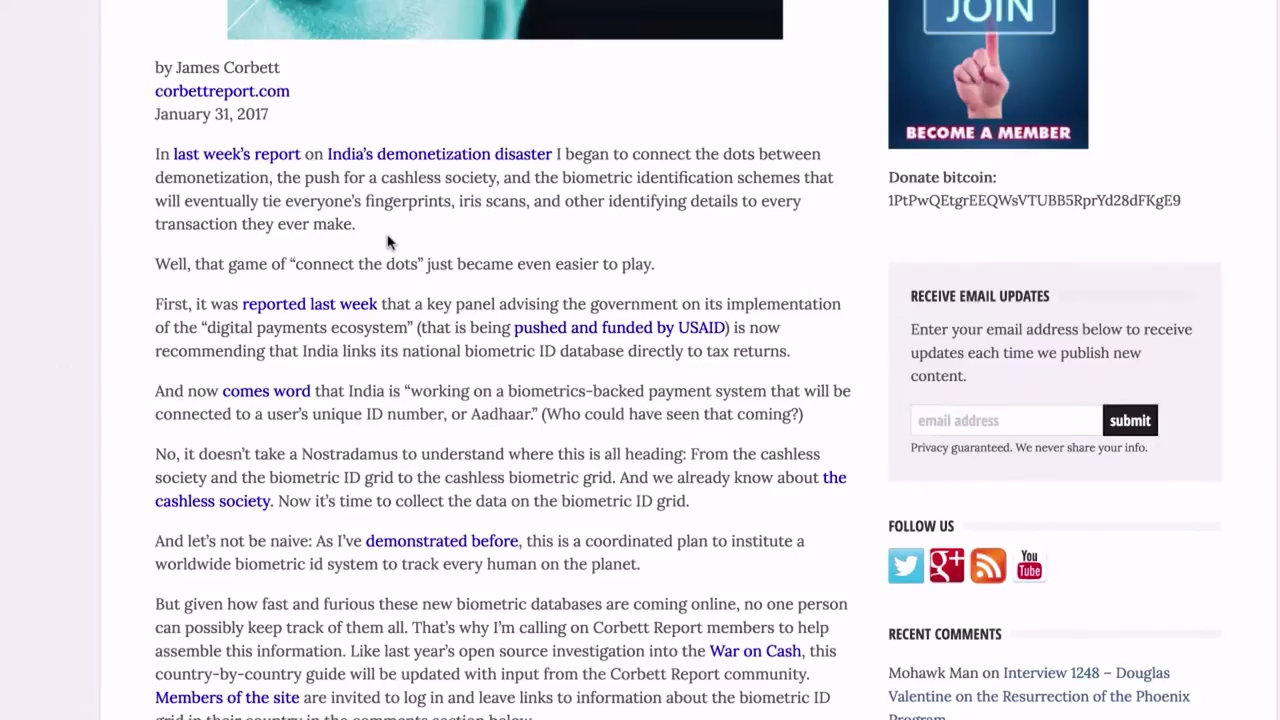 by James Corbett
corbettreport.com
January 31, 2017
In last week's report on India's demonetization disaster I began to connect the dots between
demonetization, the push for a cashless society, and the biometric identification schemes that
will eventually tie everyone's fingerprints, iris scans, and other identifying details to every
transaction they ever make.
Well, that game of “connect the dots” just became even easier to play.
First, it was reported last week that a key panel advising the government on its implementation
of the “digital payments ecosystem” (that is being pushed and funded by USAID) is now
recommending that India links its national biometric ID database directly to tax returns.
And now comes word that India is “working on a biometrics-backed payment system that will be
connected to a user's unique ID number, or Aadhaar.” (Who could have seen that coming?)
No, it doesn't take a Nostradamus to understand where this is all heading: From the cashless
society and the biometric ID grid to the cashless biometric grid. And we already know about the
cashless society. Now it's time to collect the data on the biometric ID grid.
And let's not be naive: As I've demonstrated before, this is a coordinated plan to institute a
worldwide biometric id system to track every human on the planet.
But given how fast and furious these new biometric databases are coming online, no one person
can possibly keep track of them all. That's why I'm calling on Corbett Report members to help
assemble this information. Like last year's open source investigation into the War on Cash, this
country-by-country guide will be updated with input from the Corbett Report community.
Members of the site are invited to log in and leave links to information about the biometric ID
grid in their country in the comments section below.
JOIN
BECOME A MEMBER
Donate bitcoin:
1PtPwQEtgrEEQWsVTUBB5RprYd28dFKgE9
RECEIVE EMAIL UPDATES
Enter your email address below to receive
updates each time we publish new
content.
email address submit
Privacy guaranteed. We never share your info.
FOLLOW US
g+ You Tube
RECENT COMMENTS
Mohawk Man on Interview 1248 – Douglas
Valentine on the Resurrection of the Phoenix
Program